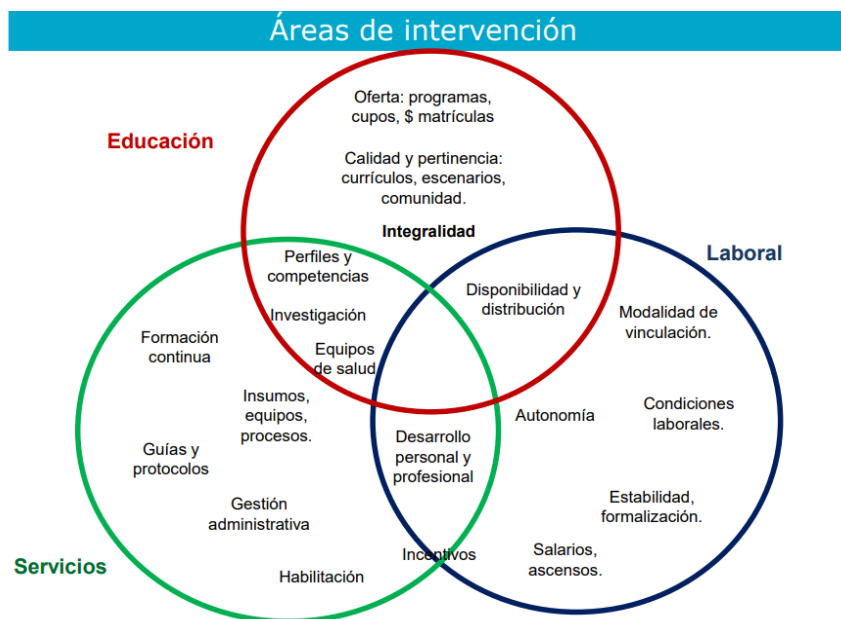 Áreas de intervención
Oferta: programas,
cupos, $ matrículas
Educación
Calidad y pertinencia:
currículos, escenarios,
comunidad.
Integralidad
Laboral
Perfiles y
competencias
Disponibilidad y
distribución
Modalidad de
vinculación.
Investigación
Formación
continua
Equipos
de salud
Insumos,
equipos,
procesos.
Autonomía
Condiciones
laborales.
Guías y
protocolos
Desarrollo
personal y
profesional
Gestión
administrativa
Estabilidad,
formalización.
Servicios
Habilitación
Incentivos
Salarios,
ascensos.